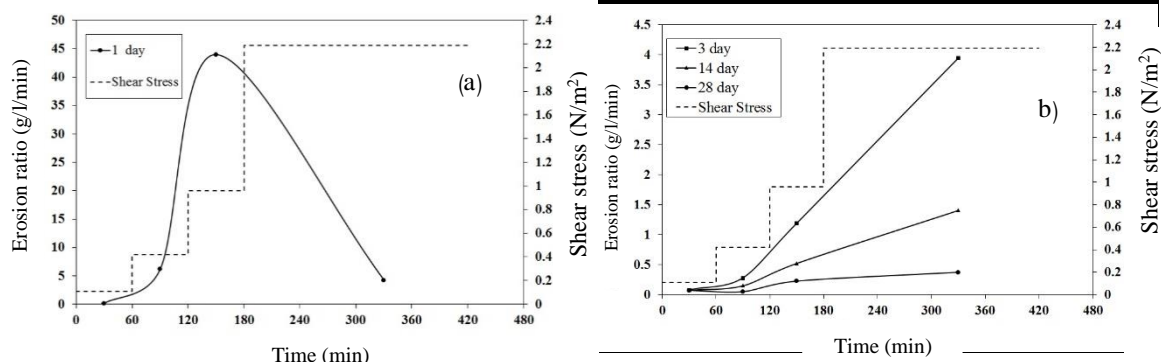 50
45
40
35
30
25
20
15
10
5
0
Erosion ratio (g/l/min)
1 day
Shear Stress
(a)
2.4
2.2
2
1.8
1.6
1.4
1.2
1
0.8
0.6
0.4
0.2
0
Shear stress (N/m²)
0 60 120 180 240 300 360 420 480
Time (min)
4.5
4
3.5
3
2.5
2
1.5
1
0.5
0
Erosion ratio (g/l/min)
3 day
14 day
28 day
Shear Stress
b)
2.4
2.2
2
1.8
1.6
1.4
1.2
1
0.8
0.6
0.4
0.2
0
Shear stress (N/m²)
0 60 120 180 240 300 360 420 480
Time (min)